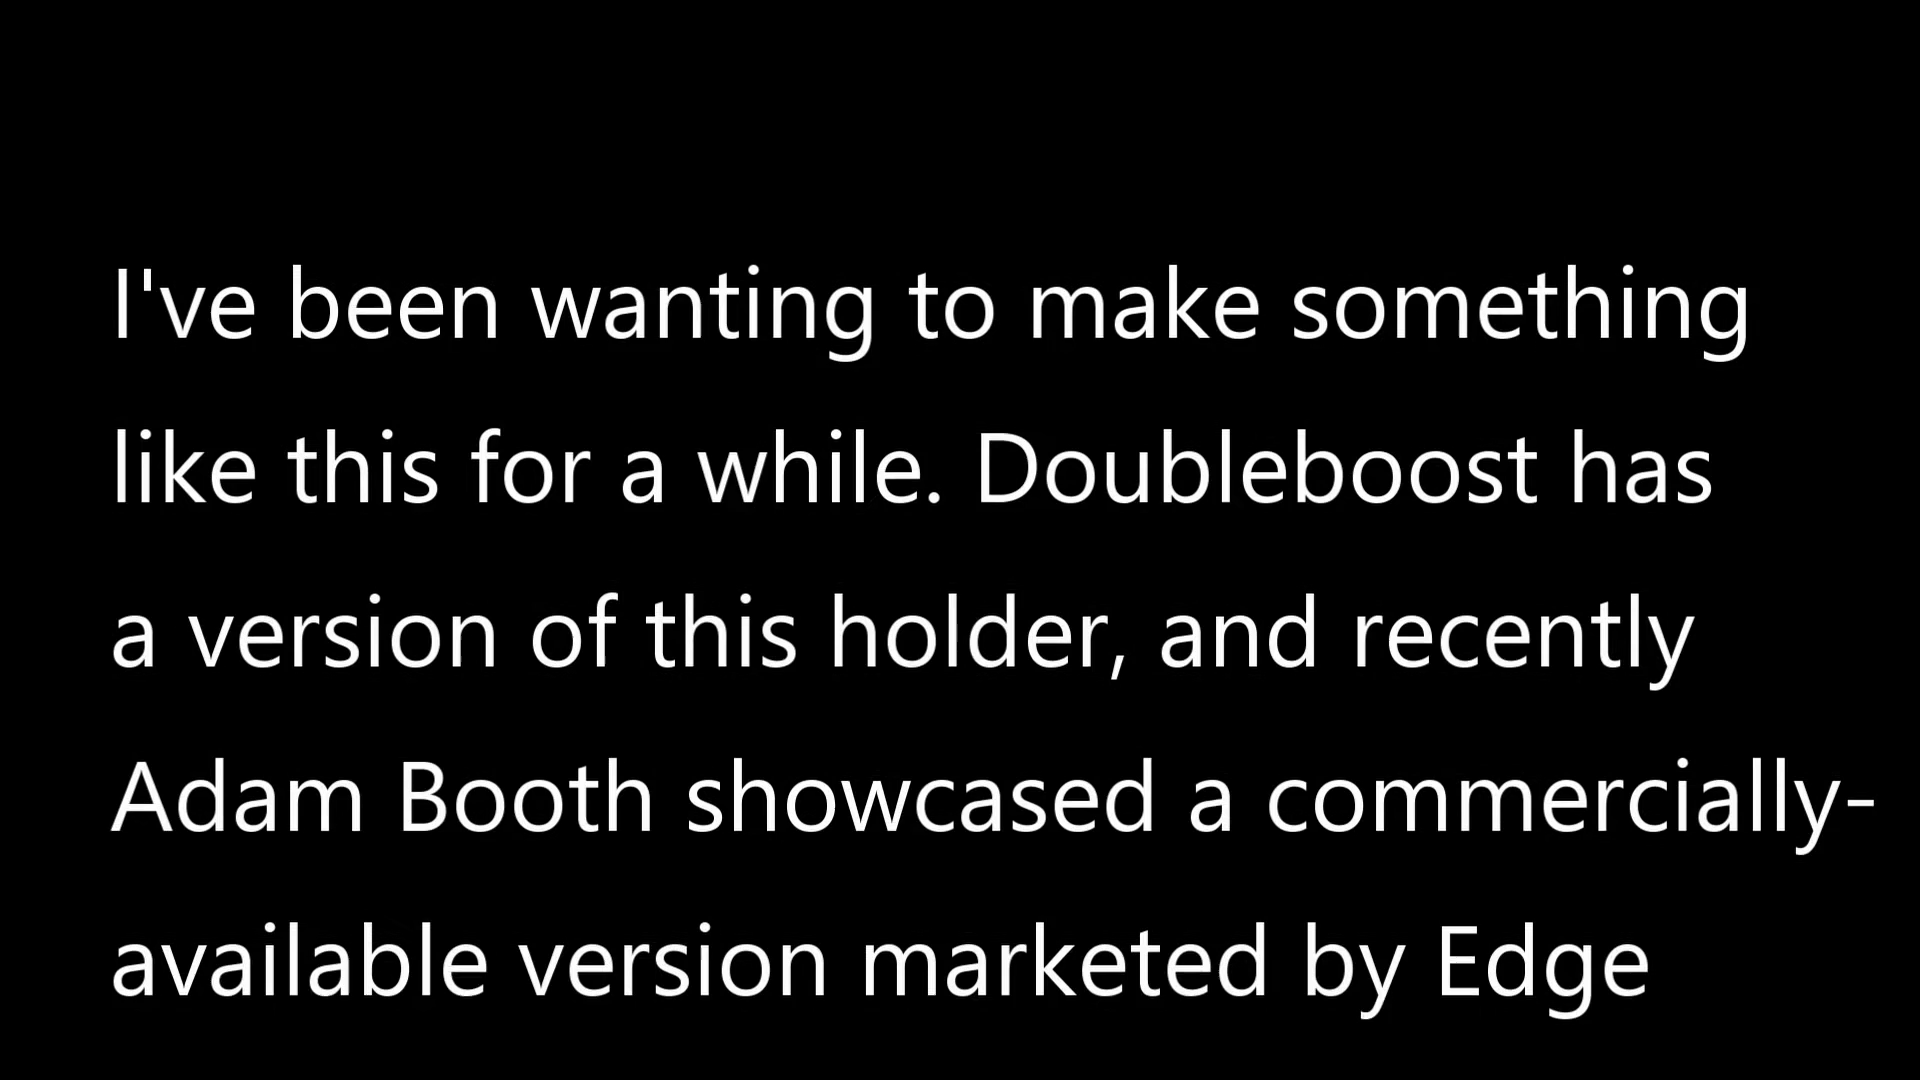 I've been wanting to make something
like this for a while. Doubleboost has
a version of this holder, and recently
Adam Booth showcased a commercially-
available version marketed by Edge